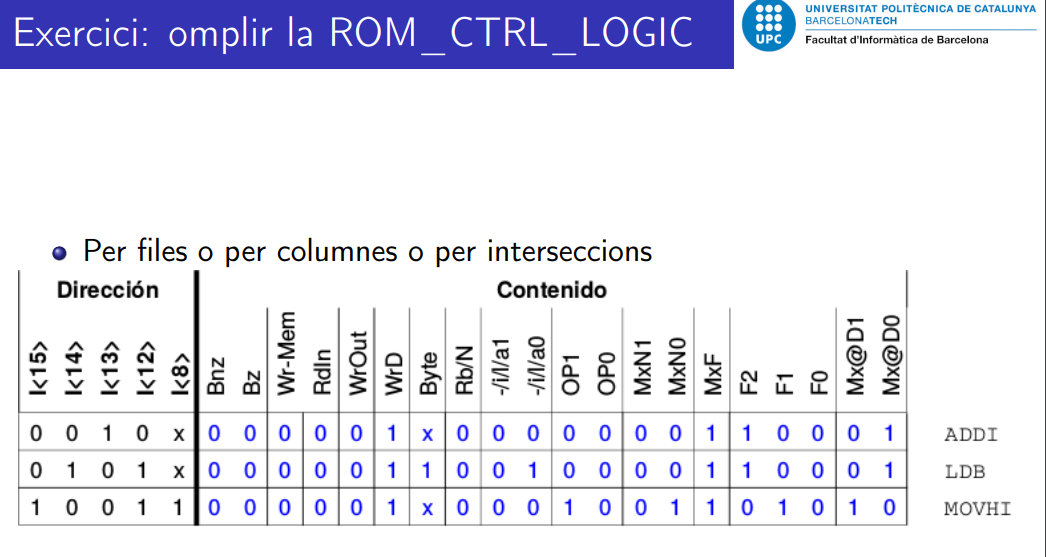 Exercici: omplir la ROM_CTRL_LOGIC
UNIVERSITAT POLITÈCNICA DE CATALUNYA
BARCELONATECH
Facultat d'Informàtica de Barcelona
UPC
Per files o per columnes o per interseccions
Dirección Contenido
I<15> I<14> I<13> I<12> I<8> Bnz Bz Wr-Mem RdIn WrOut WrD Byte Rb/N -/i/l/a1 -/i/l/a0 OP1 OP0 MxN1 MxN0 MxF F2 F1 F0 Mx@D1 Mx@D0
0 0 1 0 x 0 0 0 0 0 1 x 0 0 0 0 0 0 0 1 1 0 0 0 1 ADDI
0 1 0 1 x 0 0 0 0 0 1 1 0 0 1 0 0 0 0 1 1 0 0 0 1 LDB
1 0 0 1 1 0 0 0 0 0 1 x 0 0 0 1 0 0 1 1 0 1 0 1 0 MOVHI